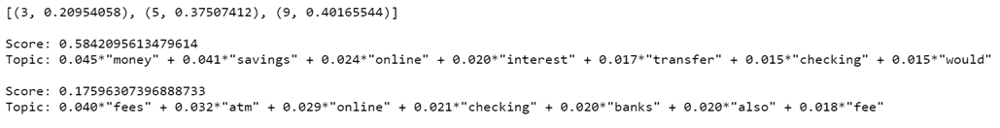 [(3, 0.20954058), (5, 0.37507412), (9, 0.40165544)]
Score: 0.5842095613479614
Topic: 0.045*"money" + 0.041*"savings" + 0.024*"online" + 0.020*"interest" + 0.017*"transfer" + 0.015*"checking" + 0.015*"would"
Score: 0.17596307396888733
Topic: 0.040*"fees" + 0.032*"atm" + 0.029*"online" + 0.021*"checking" + 0.020*"banks" + 0.020*"also" + 0.018*"fee"